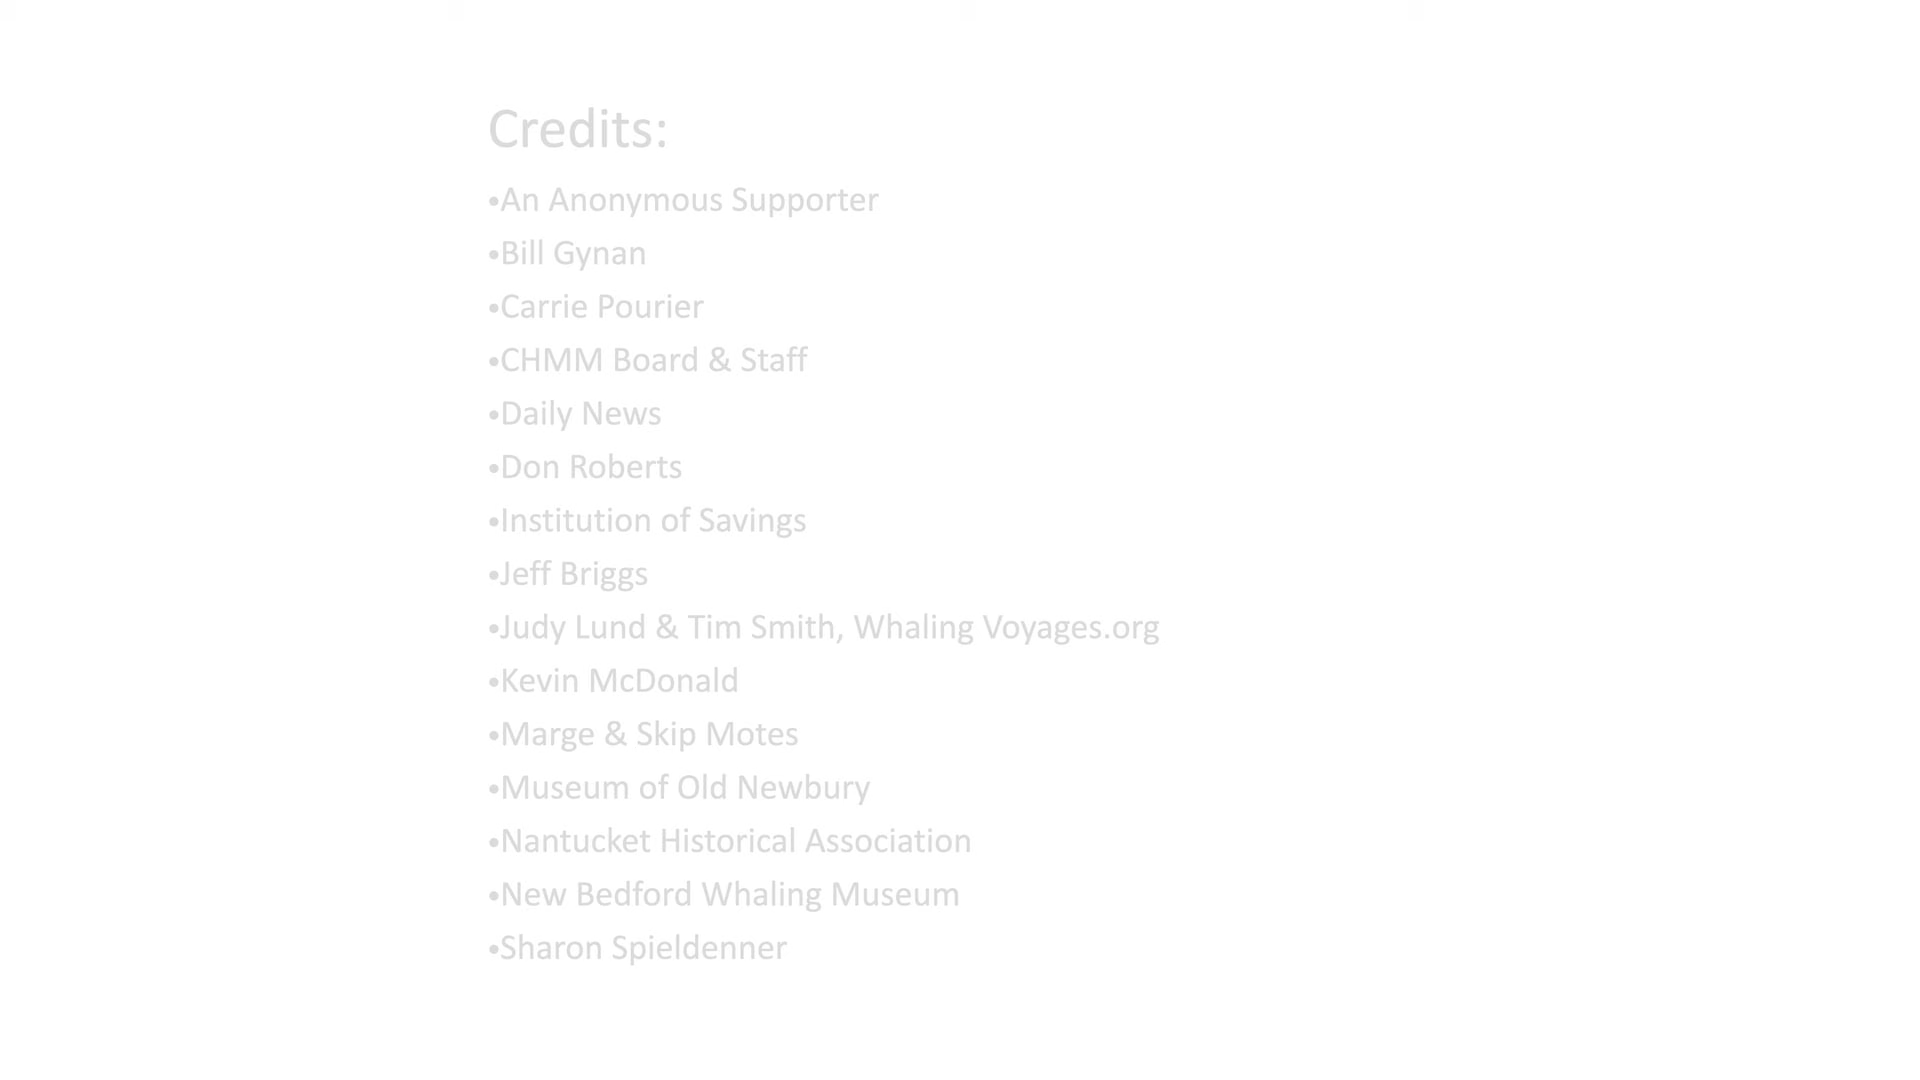 Credits:
•An Anonymous Supporter
•Bill Gynan
•Carrie Pourier
•CHMM Board & Staff
•Daily News
•Don Roberts
•Institution of Savings
•Jeff Briggs
•Judy Lund & Tim Smith, Whaling Voyages.org
•Kevin McDonald
•Marge & Skip Motes
•Museum of Old Newbury
•Nantucket Historical Association
•New Bedford Whaling Museum
•Sharon Spieldenner